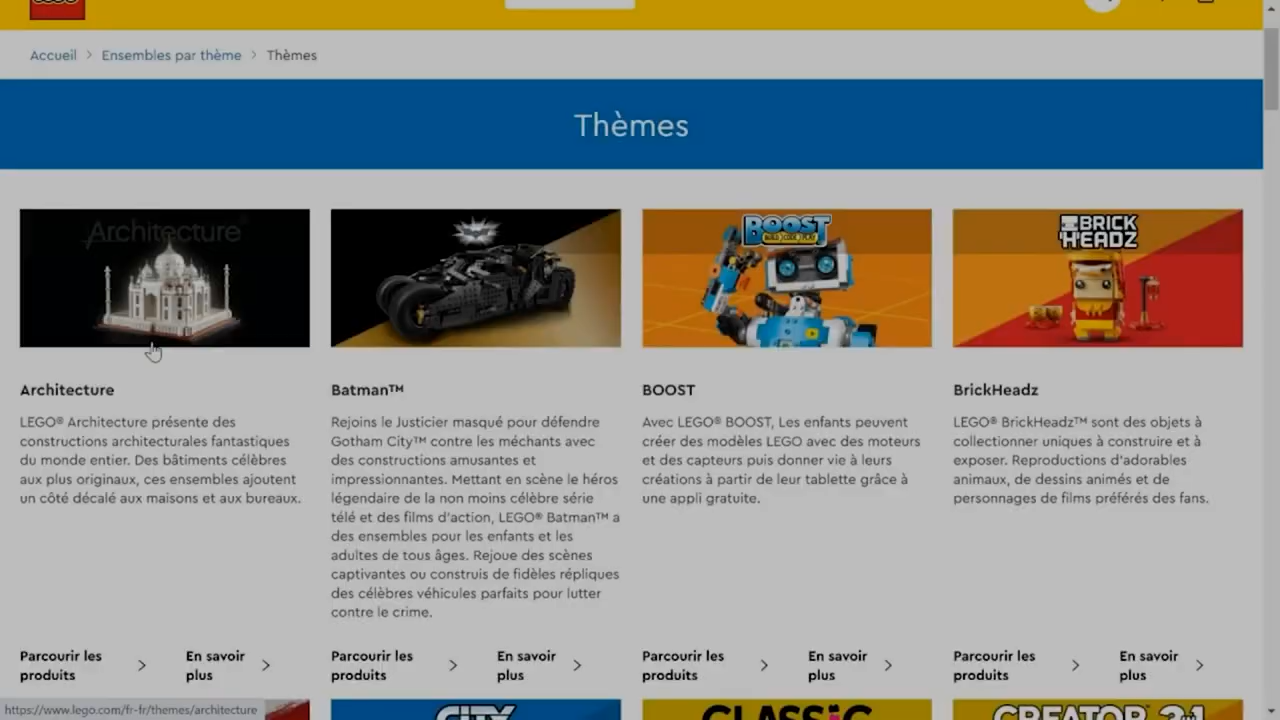 Accueil > Ensembles par thème > Thèmes
Thèmes
Architecture
BOOST
BUILD CODE PLAY
BRICK
HEADZ
Architecture
LEGO® Architecture présente des
constructions architecturales fantastiques
du monde entier. Des bâtiments célèbres
aux plus originaux, ces ensembles ajoutent
un côté décalé aux maisons et aux bureaux.
Batman™
Rejoins le Justicier masqué pour défendre
Gotham City™ contre les méchants avec
des constructions amusantes et
impressionnantes. Mettant en scène le héros
légendaire de la non moins célèbre série
télé et des films d'action, LEGO® Batman™ a
des ensembles pour les enfants et les
adultes de tous âges. Rejoue des scènes
captivantes ou construis de fidèles répliques
des célèbres véhicules parfaits pour lutter
contre le crime.
BOOST
Avec LEGO® BOOST, Les enfants peuvent
créer des modèles LEGO avec des moteurs
et des capteurs puis donner vie à leurs
créations à partir de leur tablette grâce à
une appli gratuite.
BrickHeadz
LEGO® BrickHeadz™ sont des objets à
collectionner uniques à construire et à
exposer. Reproductions d'adorables
animaux, de dessins animés et de
personnages de films préférés des fans.
Parcourir les
produits
En savoir
plus
Parcourir les
produits
En savoir
plus
Parcourir les
produits
En savoir
plus
Parcourir les
produits
En savoir
plus
https://www.lego.com/fr-fr/themes/architecture
CITY
CLASSIC
CREATOR 3in1